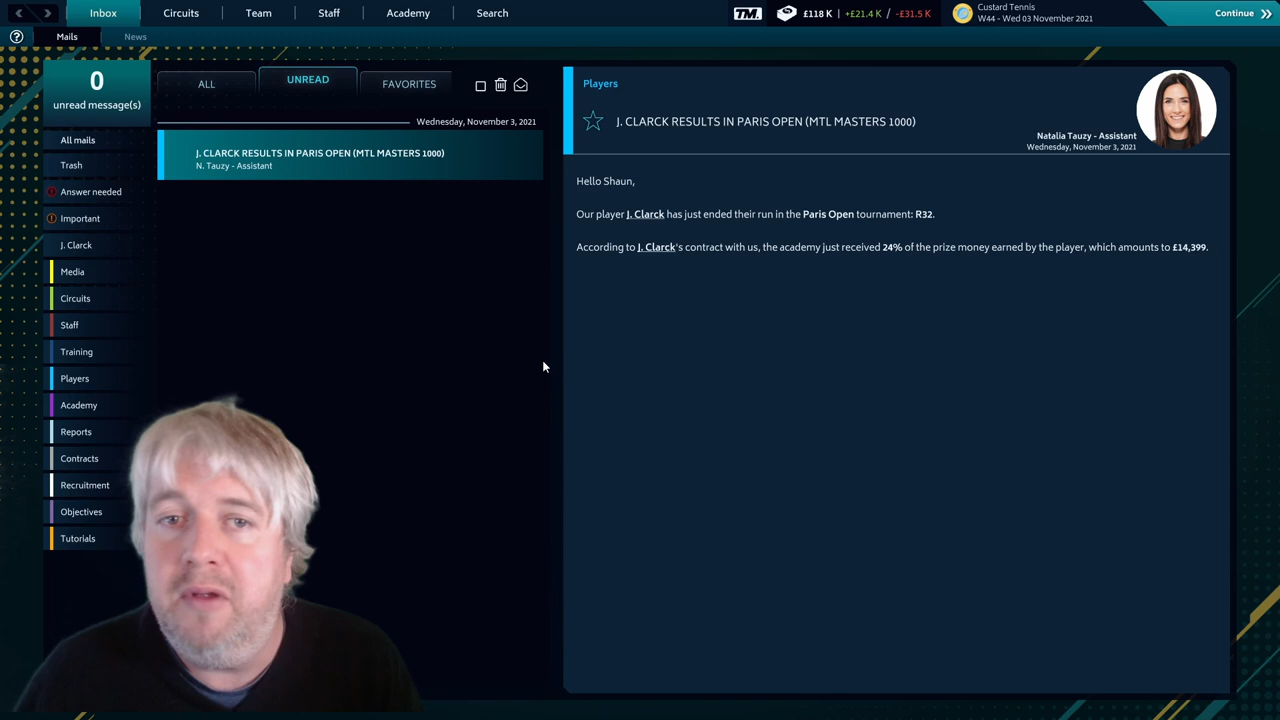 Inbox
Circuits
Team
Staff
Academy
Search
TM.
£118 K
+£21.4 K / -£31.5 K
Custard Tennis
W44 - Wed 03 November 2021
Continue
Mails
News
0
unread message(s)
All mails
Trash
Answer needed
Important
J. Clarck
Media
Circuits
Staff
Training
Players
Academy
Reports
Contracts
Recruitment
Objectives
Tutorials
ALL
UNREAD
FAVORITES
Wednesday, November 3, 2021
J. CLARCK RESULTS IN PARIS OPEN (MTL MASTERS 1000)
N. Tauzy - Assistant
Players
J. CLARCK RESULTS IN PARIS OPEN (MTL MASTERS 1000)
Natalia Tauzy - Assistant
Wednesday, November 3, 2021
Hello Shaun,
Our player J. Clarck has just ended their run in the Paris Open tournament: R32.
According to J. Clarck's contract with us, the academy just received 24% of the prize money earned by the player, which amounts to £14,399.